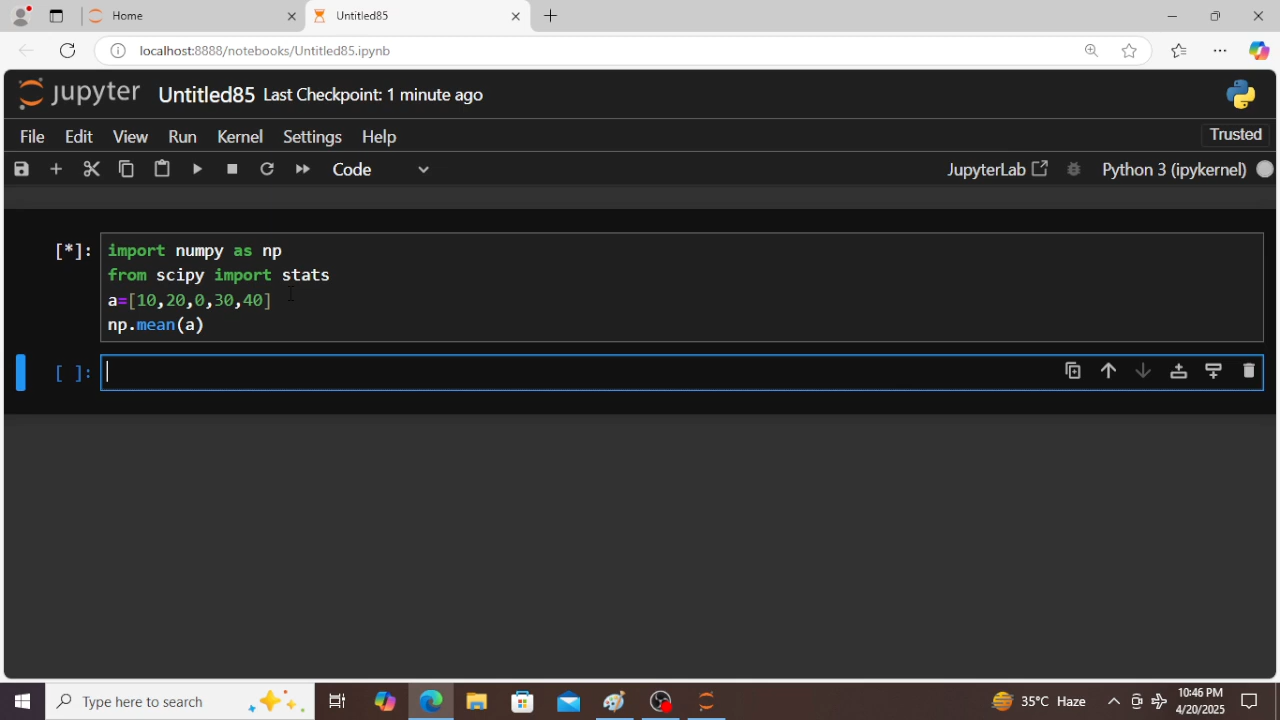 Home
Untitled85
localhost:8888/notebooks/Untitled85.ipynb
jupyter Untitled85 Last Checkpoint: 1 minute ago
File Edit View Run Kernel Settings Help
Trusted
Code
JupyterLab
Python 3 (ipykernel)
[*]: import numpy as np
from scipy import stats
a=[10,20,0,30,40]
np.mean(a)
[ ]:
Type here to search
35°C Haze
10:46 PM
4/20/2025